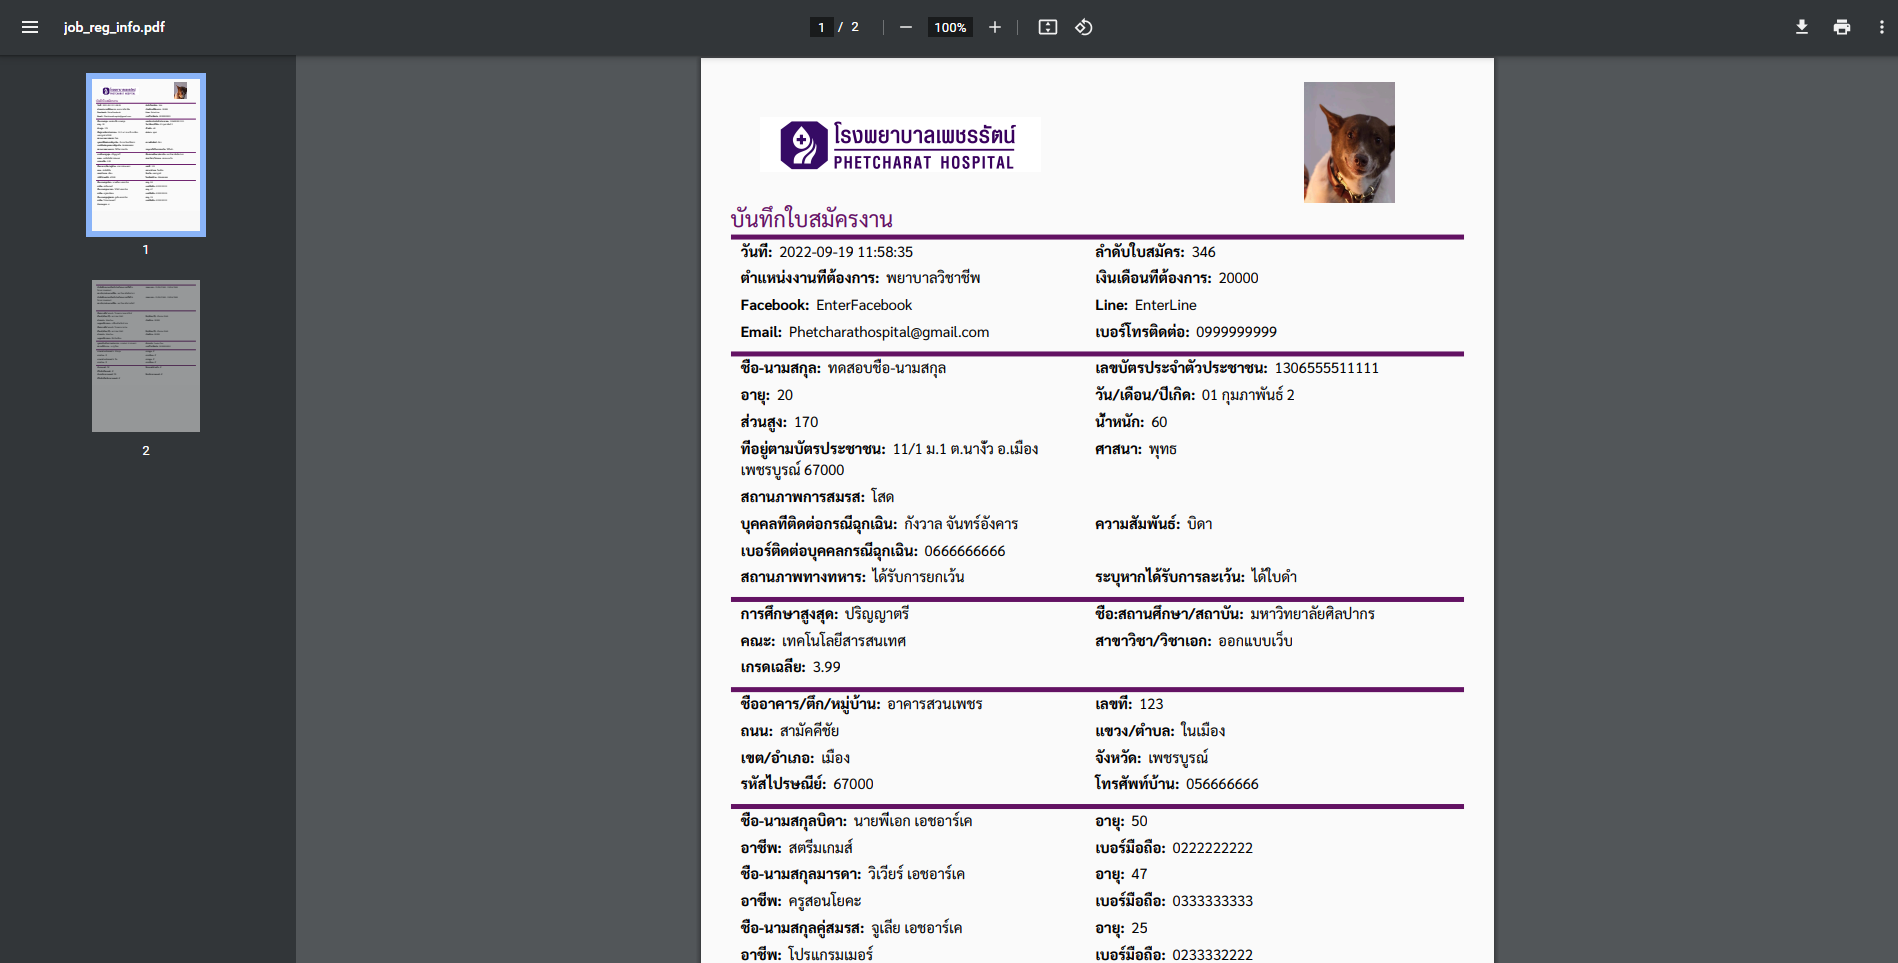 job_reg_info.pdf
1 / 2
100%
1
2
โรงพยาบาลเพชรรัตน์
PHETCHARAT HOSPITAL
บันทึกใบสมัครงาน
วันที่: 2022-09-19 11:58:35 ลำดับใบสมัคร: 346
ตำแหน่งงานที่ต้องการ: พยาบาลวิชาชีพ เงินเดือนที่ต้องการ: 20000
Facebook: EnterFacebook Line: EnterLine
Email: Phetcharathospital@gmail.com เบอร์โทรติดต่อ: 0999999999
ชื่อ-นามสกุล: ทดสอบชื่อ-นามสกุล เลขบัตรประจำตัวประชาชน: 1306555511111
อายุ: 20 วัน/เดือน/ปีเกิด: 01 กุมภาพันธ์ 2
ส่วนสูง: 170 น้ำหนัก: 60
ที่อยู่ตามบัตรประชาชน: 11/1 ม.1 ต.นางั่ว อ.เมือง ศาสนา: พุทธ
เพชรบูรณ์ 67000
สถานภาพการสมรส: โสด
บุคคลที่ติดต่อกรณีฉุกเฉิน: กังวาล จันทร์อังคาร ความสัมพันธ์: บิดา
เบอร์ติดต่อบุคคลกรณีฉุกเฉิน: 0666666666
สถานภาพทางทหาร: ได้รับการยกเว้น ระบุหากได้รับการละเว้น: ได้ใบดำ
การศึกษาสูงสุด: ปริญญาตรี ชื่อ:สถานศึกษา/สถาบัน: มหาวิทยาลัยศิลปากร
คณะ: เทคโนโลยีสารสนเทศ สาขาวิชา/วิชาเอก: ออกแบบเว็บ
เกรดเฉลี่ย: 3.99
ชื่ออาคาร/ตึก/หมู่บ้าน: อาคารสวนเพชร เลขที่: 123
ถนน: สามัคคีชัย แขวง/ตำบล: ในเมือง
เขต/อำเภอ: เมือง จังหวัด: เพชรบูรณ์
รหัสไปรษณีย์: 67000 โทรศัพท์บ้าน: 056666666
ชื่อ-นามสกุลบิดา: นายพีเอก เอชอาร์เค อายุ: 50
อาชีพ: สตรีมเกมส์ เบอร์มือถือ: 0222222222
ชื่อ-นามสกุลมารดา: วิเวียร์ เอชอาร์เค อายุ: 47
อาชีพ: ครูสอนโยคะ เบอร์มือถือ: 0333333333
ชื่อ-นามสกุลคู่สมรส: จูเลีย เอชอาร์เค อายุ: 25
อาชีพ: โปรแกรมเมอร์ เบอร์มือถือ: 0233332222